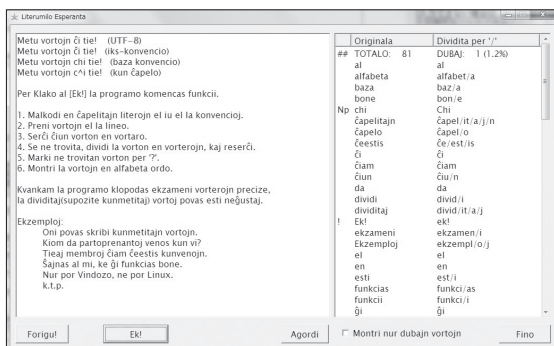 Literumilo Esperanta
Metu vortojn ĉi tie! (UTF-8)
Metu vortojn ĉi tie! (iks-konvencio)
Metu vortojn chi tie! (baza konvencio)
Metu vortojn c^i tie! (kun ĉapelo)
Per Klako al [Ek!] la programo komencas funkcii.
1. Malkodi en ĉapelitajn literojn el iu el la konvencioj.
2. Preni vortojn el la lineo.
3. Serĉi ĉiun vorton en vortaro.
4. Se ne trovita, dividi la vorton en vorterojn, kaj reserĉi.
5. Marki ne trovitan vorton per '?'.
6. Montri la vortojn en alfabeta ordo.
Kvankam la programo klopodas ekzameni vorterojn precize,
la dividitaj(supozite kunmetitaj) vortoj povas esti neĝustaj.
Ekzemploj:
Oni povas skribi kunmetitajn vortojn.
Kiom da partoprenantoj venos kun vi?
Tieaj membroj ĉiam ĉeestis kunvenojn.
Ŝajnas al mi, ke ĝi funkcias bone.
Nur por Vindozo, ne por Linux.
k.t.p.
Originala Dividita per '/'
## TOTALO: 81 DUBAJ: 1 (1.2%)
al al
alfabeta alfabet/a
baza baz/a
bone bon/e
Np chi Chi
ĉapelitajn ĉapel/it/a/j/n
ĉapelo ĉapel/o
ĉeestis ĉe/est/is
ĉi ĉi
ĉiam ĉiam
ĉiun ĉiu/n
da da
dividi divid/i
dividitaj divid/it/a/j
! Ek! ek!
ekzameni ekzamen/i
Ekzemploj ekzempl/o/j
el el
en en
esti est/i
funkcias funkci/as
funkcii funkci/i
ĝi ĝi
Forigu! Ek! Agordi Montri nur dubajn vortojn Fino